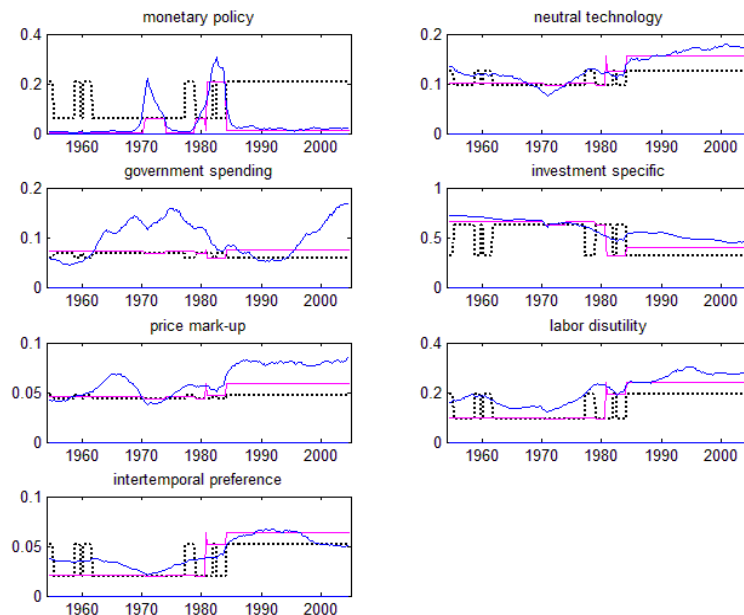 monetary policy
0.4
0.2
0
1960 1970 1980 1990 2000
neutral technology
0.2
0.1
0
1960 1970 1980 1990 2000
government spending
0.2
0.1
0
1960 1970 1980 1990 2000
investment specific
1
0.5
0
1960 1970 1980 1990 2000
price mark-up
0.1
0.05
0
1960 1970 1980 1990 2000
labor disutility
0.4
0.2
0
1960 1970 1980 1990 2000
intertemporal preference
0.1
0.05
0
1960 1970 1980 1990 2000